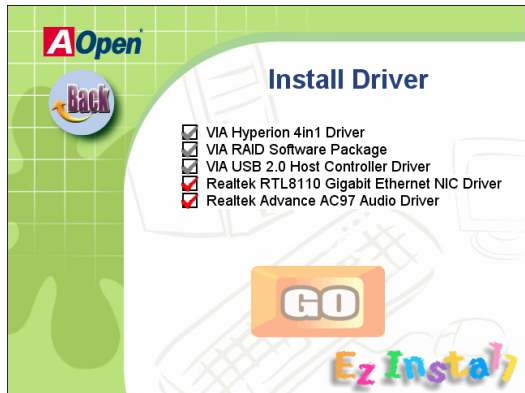 AOpen
Back
Install Driver
VIA Hyperion 4in1 Driver
VIA RAID Software Package
VIA USB 2.0 Host Controller Driver
Realtek RTL8110 Gigabit Ethernet NIC Driver
Realtek Advance AC97 Audio Driver
GO
Ez Install